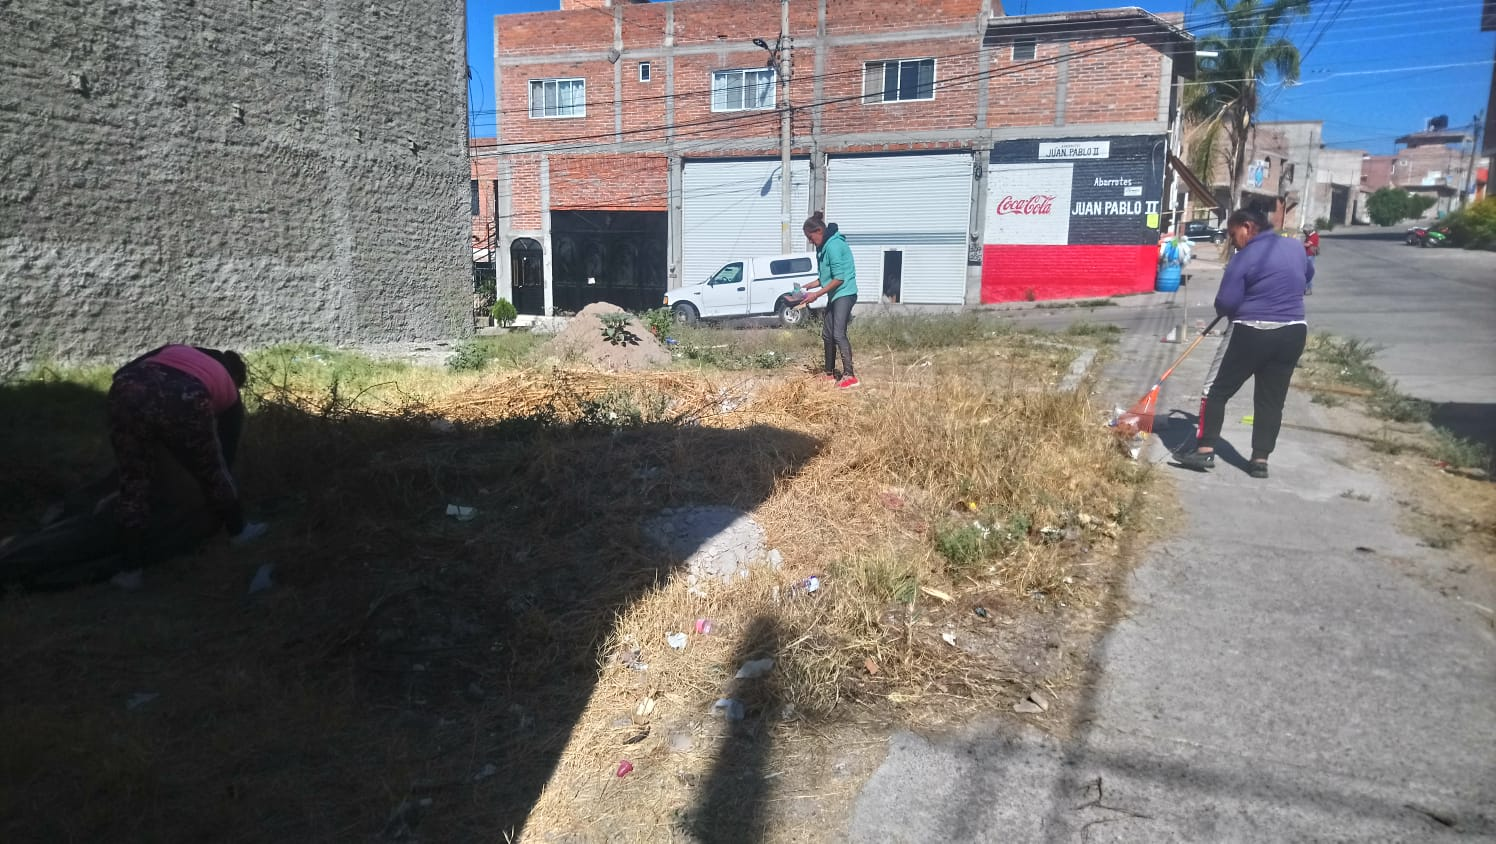 JUAN PABLO II
Abarrotes
Coca-Cola
JUAN PABLO II